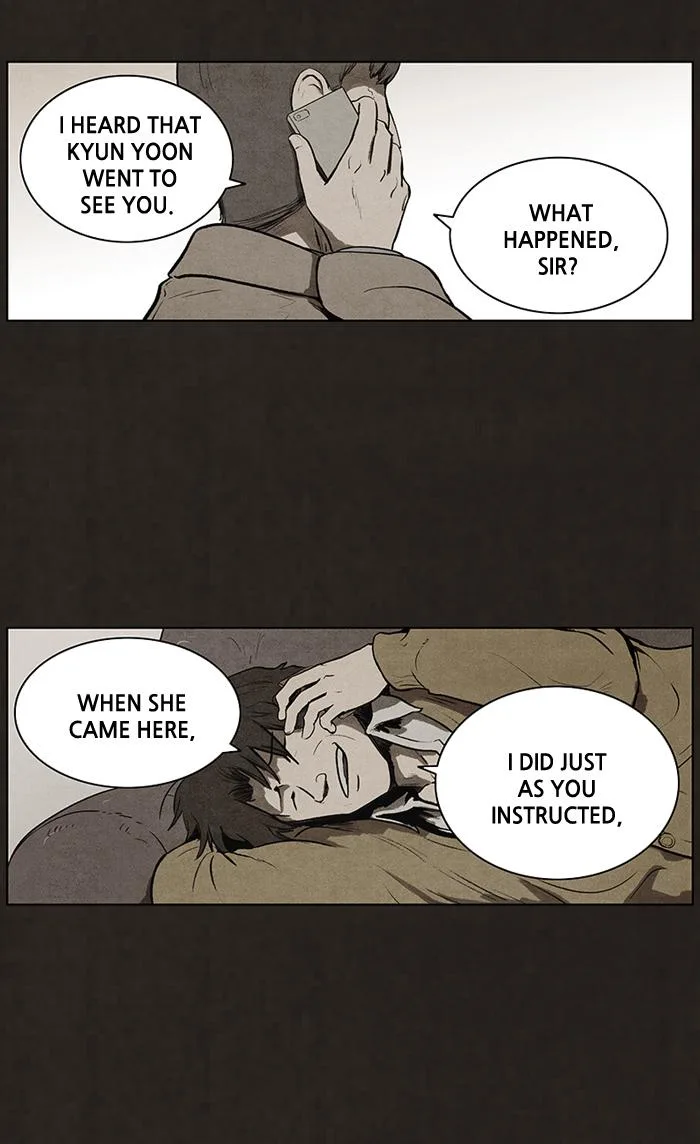 I HEARD THAT
KYUN YOON
WENT TO
SEE YOU.
WHAT
HAPPENED,
SIR?
WHEN SHE
CAME HERE,
I DID JUST
AS YOU
INSTRUCTED,